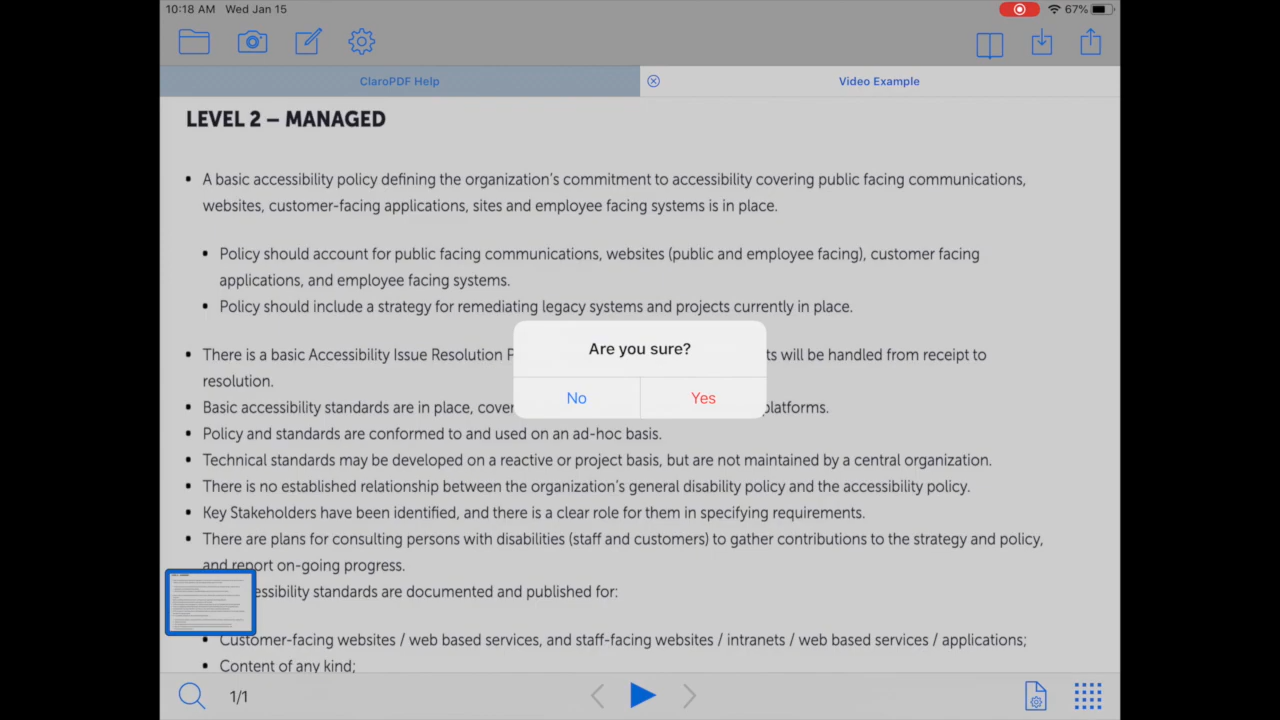 10:18 AM Wed Jan 15 67%
ClaroPDF Help Video Example
LEVEL 2 – MANAGED
• A basic accessibility policy defining the organization's commitment to accessibility covering public facing communications,
websites, customer-facing applications, sites and employee facing systems is in place.
• Policy should account for public facing communications, websites (public and employee facing), customer facing
applications, and employee facing systems.
• Policy should include a strategy for remediating legacy systems and projects currently in place.
Are you sure?
No Yes
• There is a basic Accessibility Issue Resolution will be handled from receipt to
resolution.
• Basic accessibility standards are in place, platforms.
• Policy and standards are conformed to and used on an ad-hoc basis.
• Technical standards may be developed on a reactive or project basis, but are not maintained by a central organization.
• There is no established relationship between the organization's general disability policy and the accessibility policy.
• Key Stakeholders have been identified, and there is a clear role for them in specifying requirements.
• There are plans for consulting persons with disabilities (staff and customers) to gather contributions to the strategy and policy,
and report on-going progress.
standards are documented and published for:
• Customer-facing websites / web based services, and staff-facing websites / intranets / web based services / applications;
• Content of any kind;
1/1